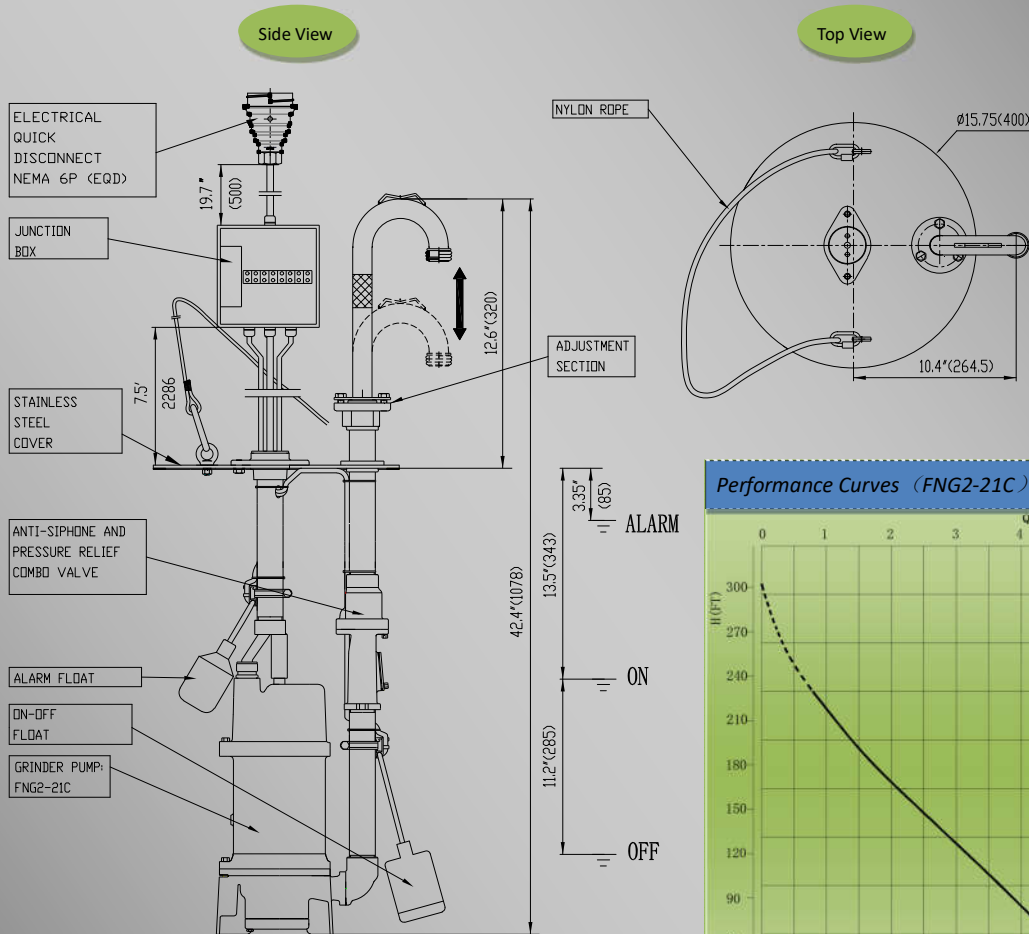 Side View
Top View
ELECTRICAL
QUICK
DISCONNECT
NEMA 6P (EQD)
JUNCTION
BOX
STAINLESS
STEEL
COVER
ANTI-SIPHONE AND
PRESSURE RELIEF
COMBO VALVE
ALARM FLOAT
ON-OFF
FLOAT
GRINDER PUMP:
FNG2-21C
19.7"
(500)
7.5'
2286
12.6"(320)
ADJUSTMENT
SECTION
42.4"(1078)
13.5"(343)
3.35"
(85)
11.2"(285)
ALARM
ON
OFF
NYLON ROPE
ø15.75(400)
10.4"(264.5)
Performance Curves (FNG2-21C)
0 1 2 3 4
H(FT)
300
270
240
210
180
150
120
90